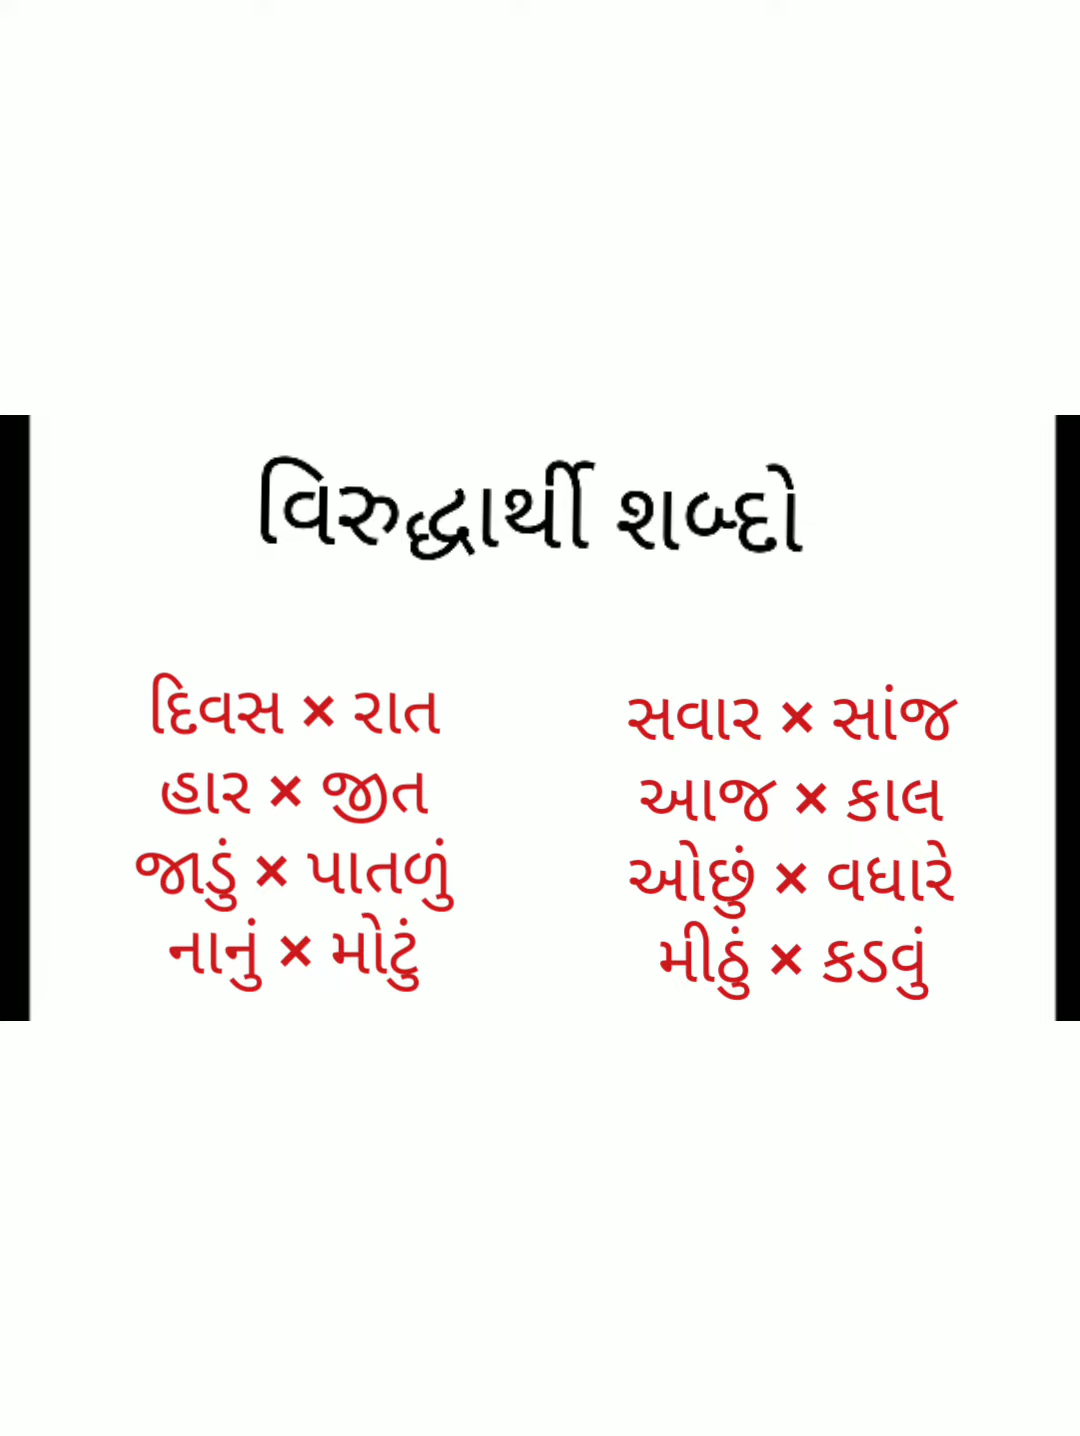 વિરુદ્ધાર્થી શબ્દો
દિવસ × રાત
હાર × જીત
જાડું × પાતળું
નાનું × મોટું
સવાર × સાંજ
આજ × કાલ
ઓછું × વધારે
મીઠું × કડવું